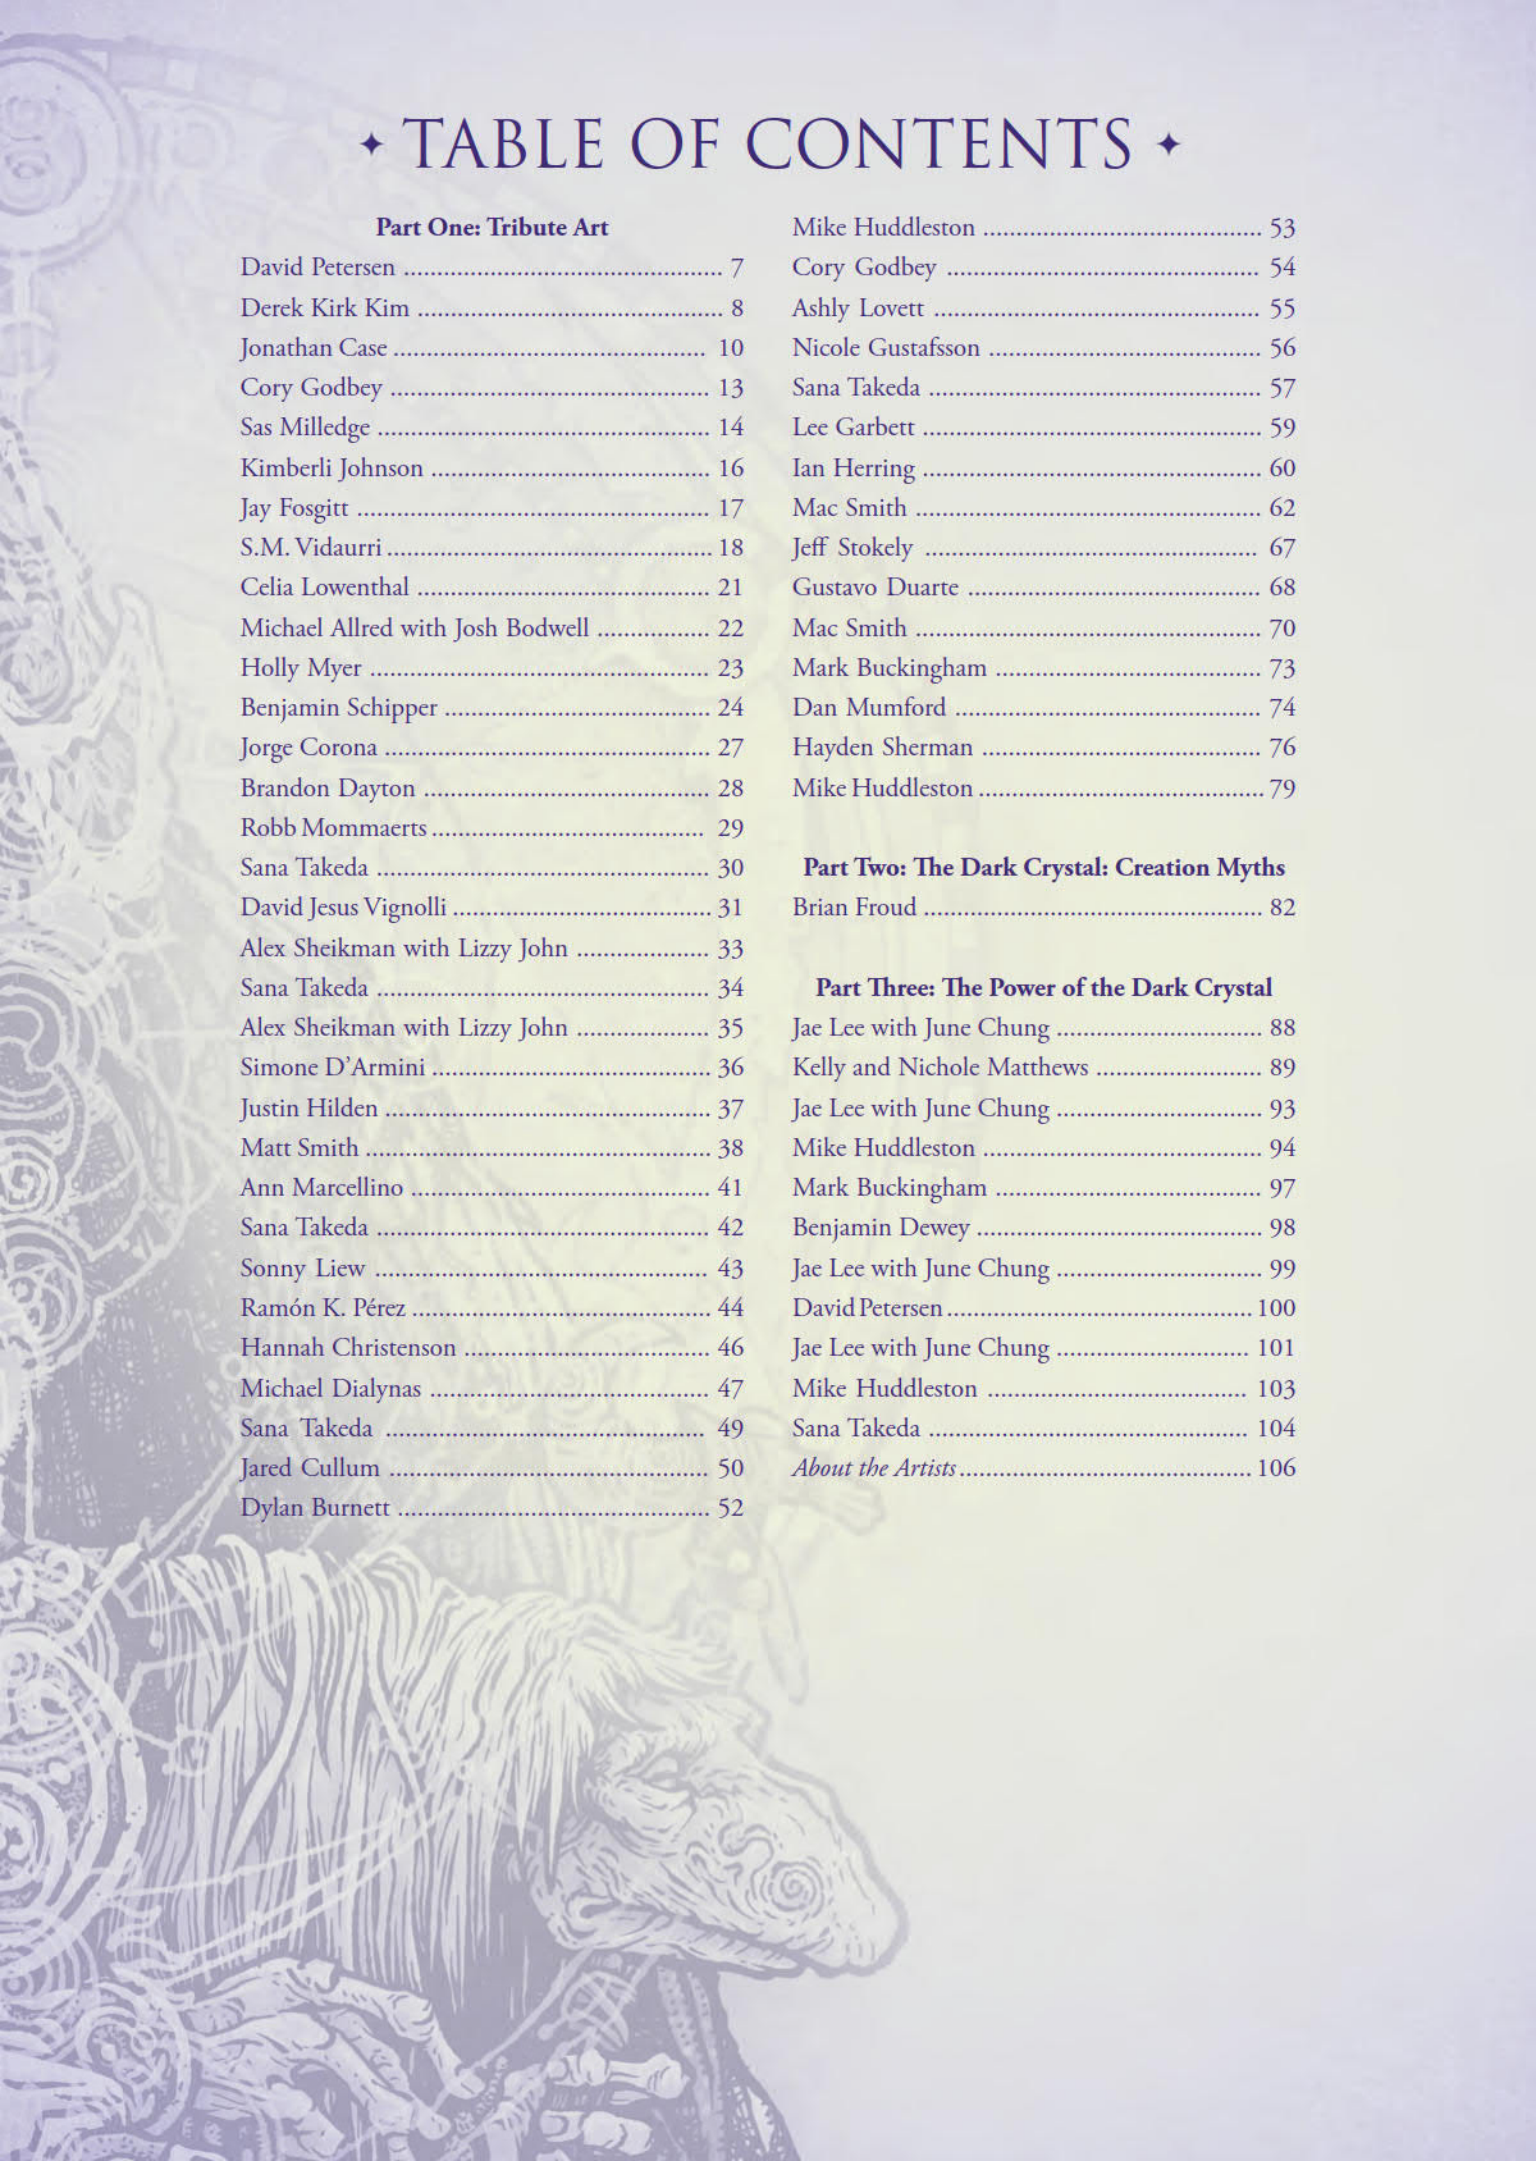 TABLE OF CONTENTS
Part One: Tribute Art
David Petersen ................................................ 7
Derek Kirk Kim .............................................. 8
Jonathan Case ............................................... 10
Cory Godbey ................................................ 13
Sas Milledge .................................................. 14
Kimberli Johnson .......................................... 16
Jay Fosgitt ..................................................... 17
S.M. Vidaurri ................................................. 18
Celia Lowenthal ............................................ 21
Michael Allred with Josh Bodwell ................. 22
Holly Myer ................................................... 23
Benjamin Schipper ........................................ 24
Jorge Corona ................................................. 27
Brandon Dayton ........................................... 28
Robb Mommaerts ......................................... 29
Sana Takeda .................................................. 30
David Jesus Vignolli ....................................... 31
Alex Sheikman with Lizzy John .................... 33
Sana Takeda .................................................. 34
Alex Sheikman with Lizzy John .................... 35
Simone D’Armini .......................................... 36
Justin Hilden ................................................. 37
Matt Smith .................................................... 38
Ann Marcellino ............................................. 41
Sana Takeda .................................................. 42
Sonny Liew .................................................. 43
Ramón K. Pérez ............................................. 44
Hannah Christenson ..................................... 46
Michael Dialynas .......................................... 47
Sana Takeda ................................................ 49
Jared Cullum ................................................ 50
Dylan Burnett ............................................... 52
Mike Huddleston .......................................... 53
Cory Godbey ............................................... 54
Ashly Lovett ................................................. 55
Nicole Gustafsson ......................................... 56
Sana Takeda .................................................. 57
Lee Garbett ................................................... 59
Ian Herring ................................................... 60
Mac Smith .................................................... 62
Jeff Stokely .................................................. 67
Gustavo Duarte ............................................ 68
Mac Smith .................................................... 70
Mark Buckingham ........................................ 73
Dan Mumford .............................................. 74
Hayden Sherman .......................................... 76
Mike Huddleston ........................................... 79
Part Two: The Dark Crystal: Creation Myths
Brian Froud ................................................... 82
Part Three: The Power of the Dark Crystal
Jae Lee with June Chung ............................... 88
Kelly and Nichole Matthews ......................... 89
Jae Lee with June Chung ............................... 93
Mike Huddleston .......................................... 94
Mark Buckingham ........................................ 97
Benjamin Dewey ........................................... 98
Jae Lee with June Chung ............................... 99
David Petersen .............................................. 100
Jae Lee with June Chung ............................. 101
Mike Huddleston ....................................... 103
Sana Takeda ................................................ 104
About the Artists ............................................ 106